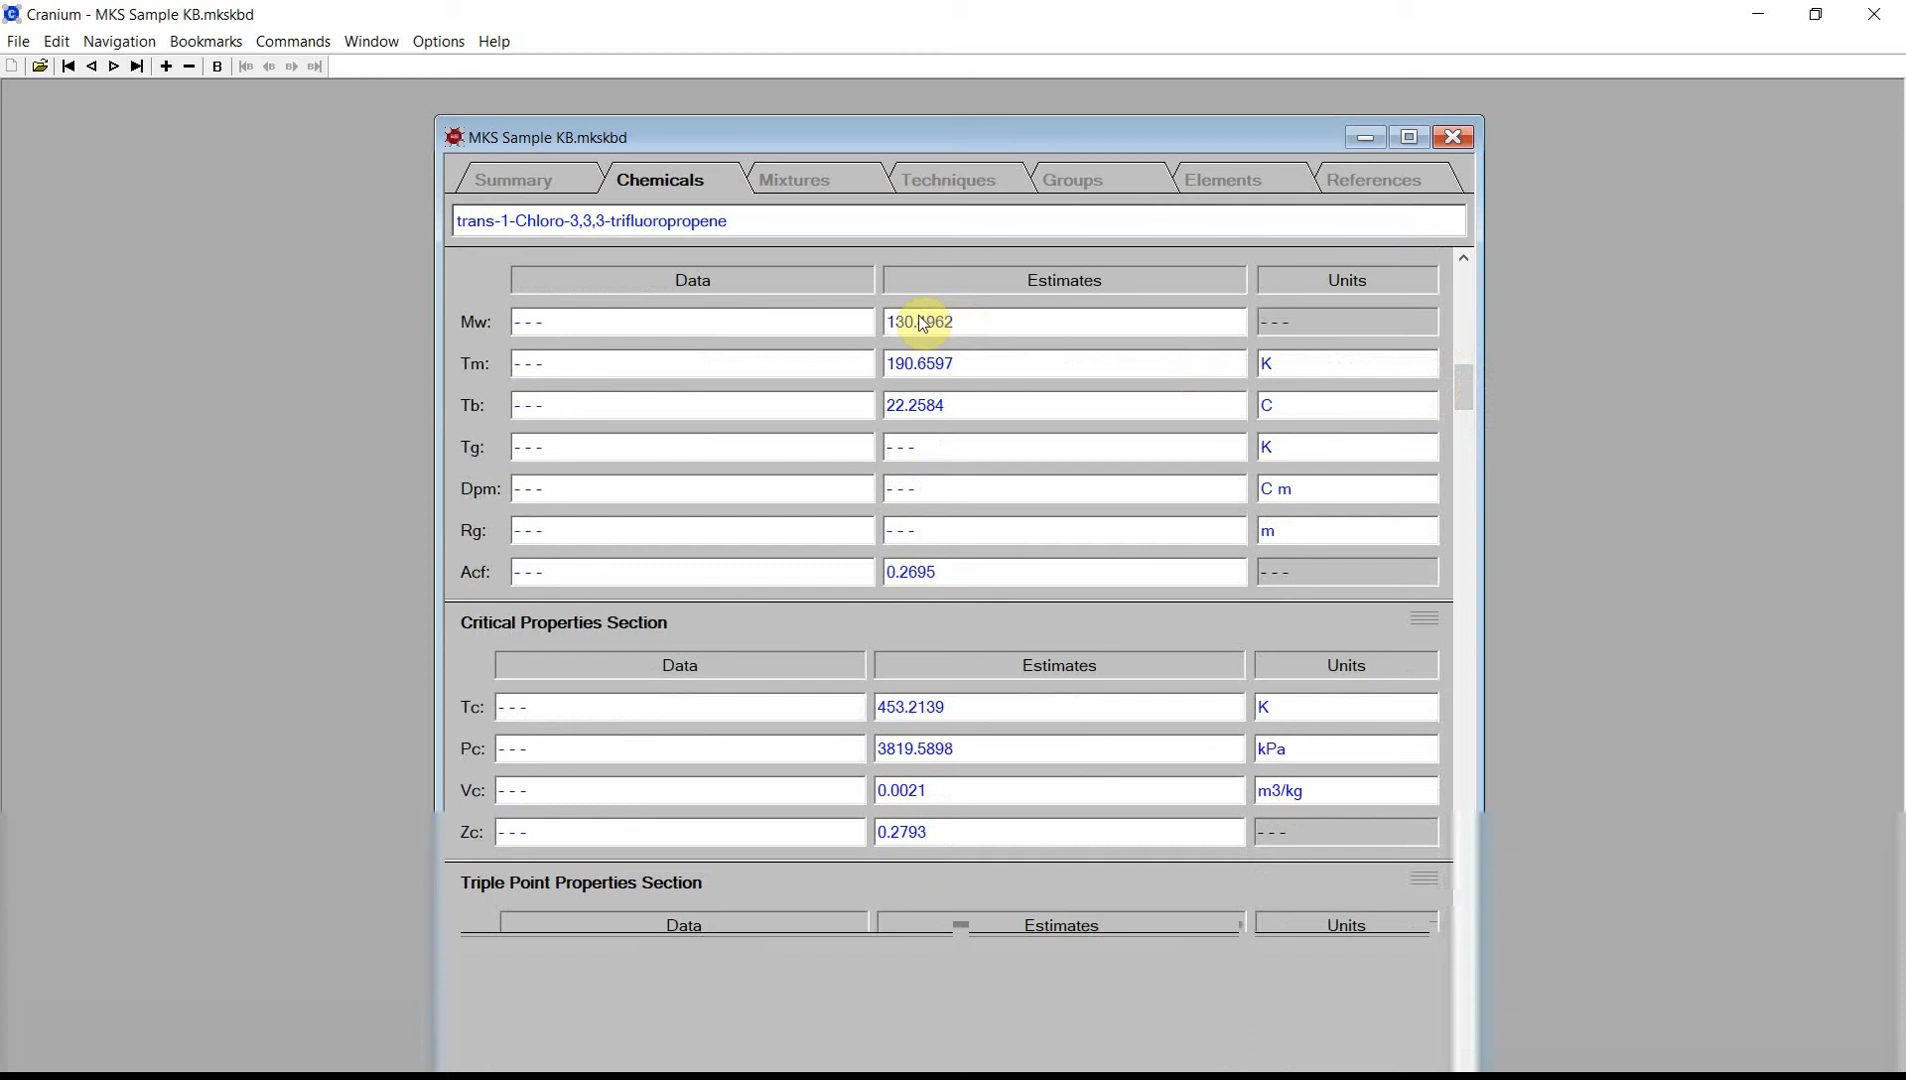 Cranium - MKS Sample KB.mkskbd
File Edit Navigation Bookmarks Commands Window Options Help
B
MKS Sample KB.mkskbd
Summary Chemicals Mixtures Techniques Groups Elements References
trans-1-Chloro-3,3,3-trifluoropropene
Data Estimates Units
Mw: - - - - - -
Tm: - - - 190.6597 K
Tb: - - - 22.2584 C
Tg: - - - - - - K
Dpm: - - - - - - C m
Rg: - - - - - - m
Acf: - - - 0.2695 - - -
Critical Properties Section
Data Estimates Units
Tc: - - - 453.2139 K
Pc: - - - 3819.5898 kPa
Vc: - - - 0.0021 m3/kg
Zc: - - - 0.2793 - - -
Triple Point Properties Section
Data Estimates Units